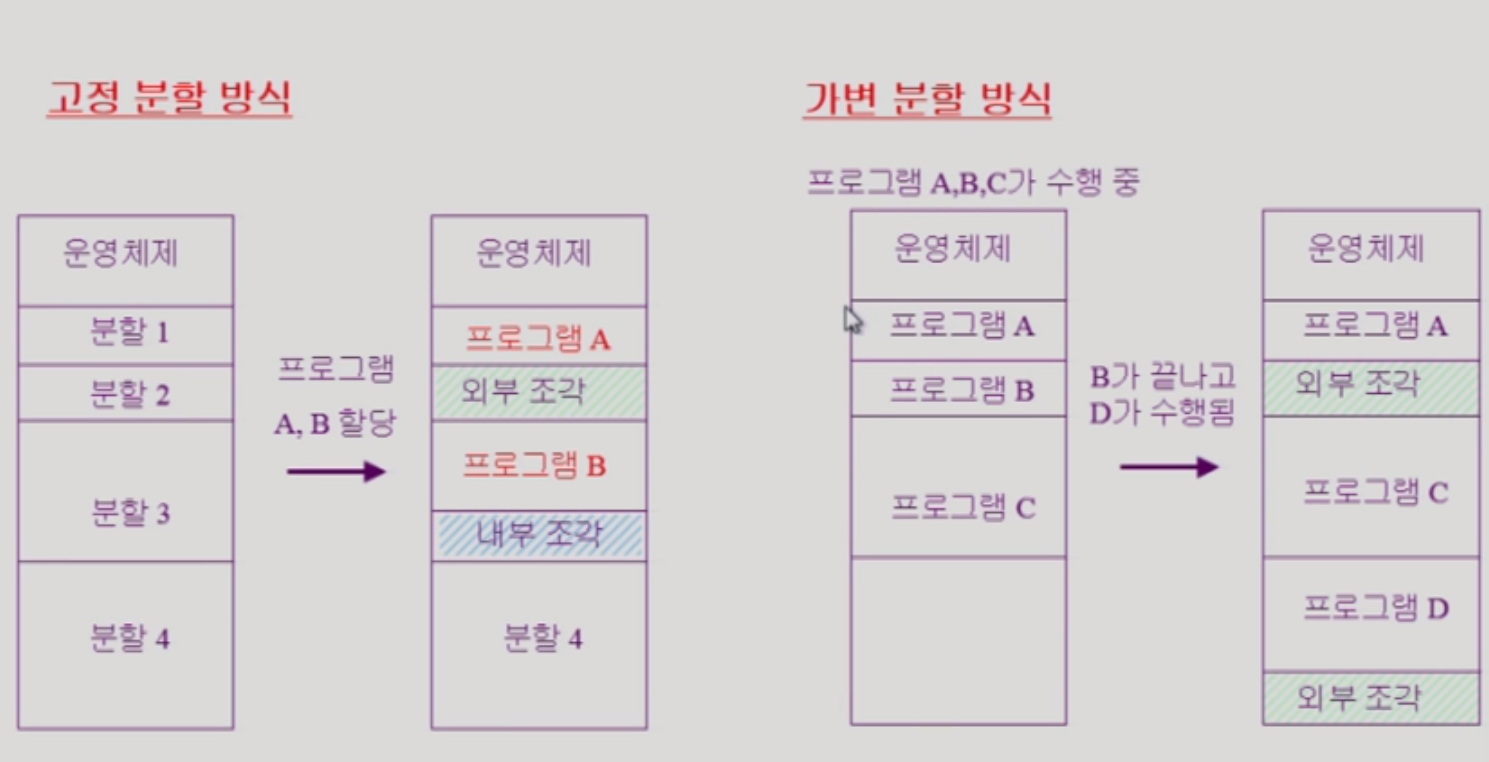 고정 분할 방식
운영체제
분할 1
분할 2
분할 3
분할 4
프로그램
A, B 할당
운영체제
프로그램 A
외부 조각
프로그램 B
내부 조각
분할 4
가변 분할 방식
프로그램 A,B,C가 수행 중
운영체제
프로그램 A
프로그램 B
프로그램 C
B가 끝나고
D가 수행됨
운영체제
프로그램 A
외부 조각
프로그램 C
프로그램 D
외부 조각